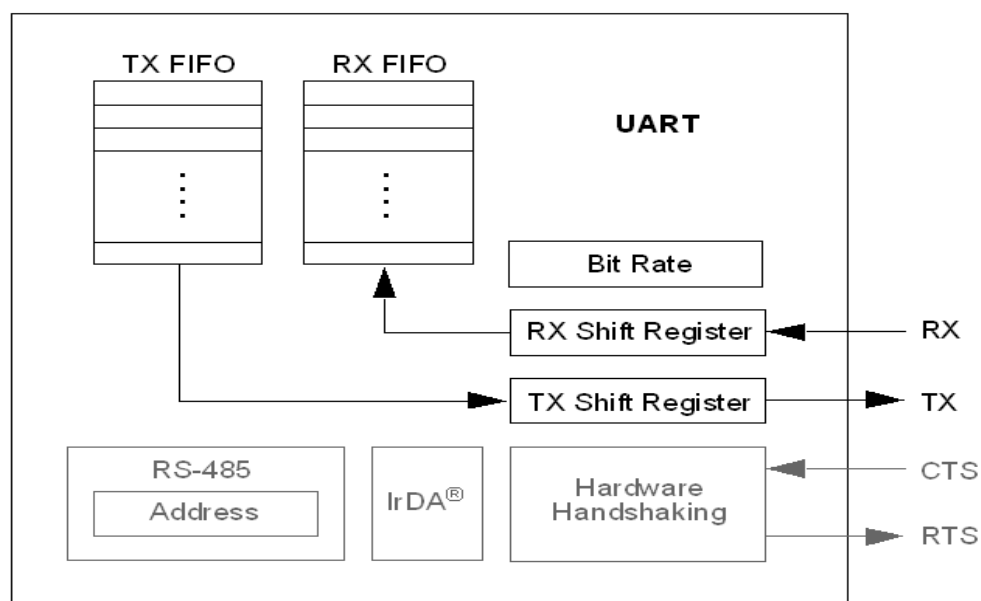 TX FIFO
RX FIFO
UART
Bit Rate
RX Shift Register
RX
TX Shift Register
TX
RS-485
Address
IrDA®
Hardware
Handshaking
CTS
RTS